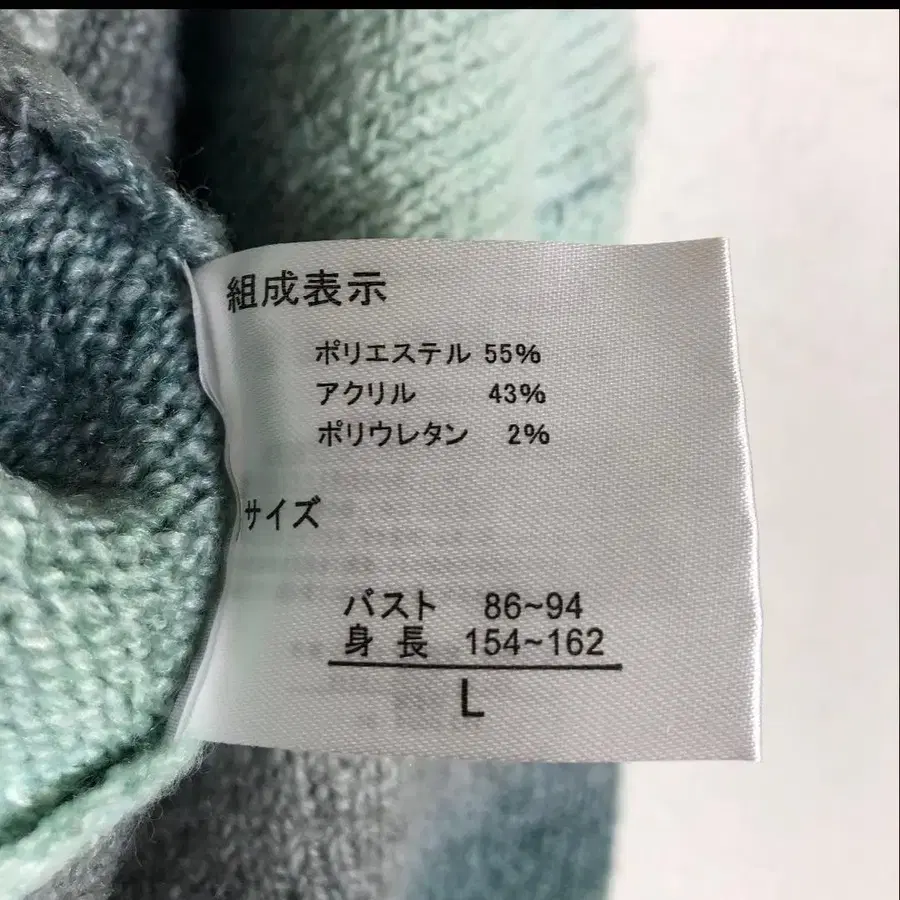 組成表示
ポリエステル 55%
アクリル 43%
ポリウレタン 2%
サイズ
バスト 86~94
身長 154~162
L